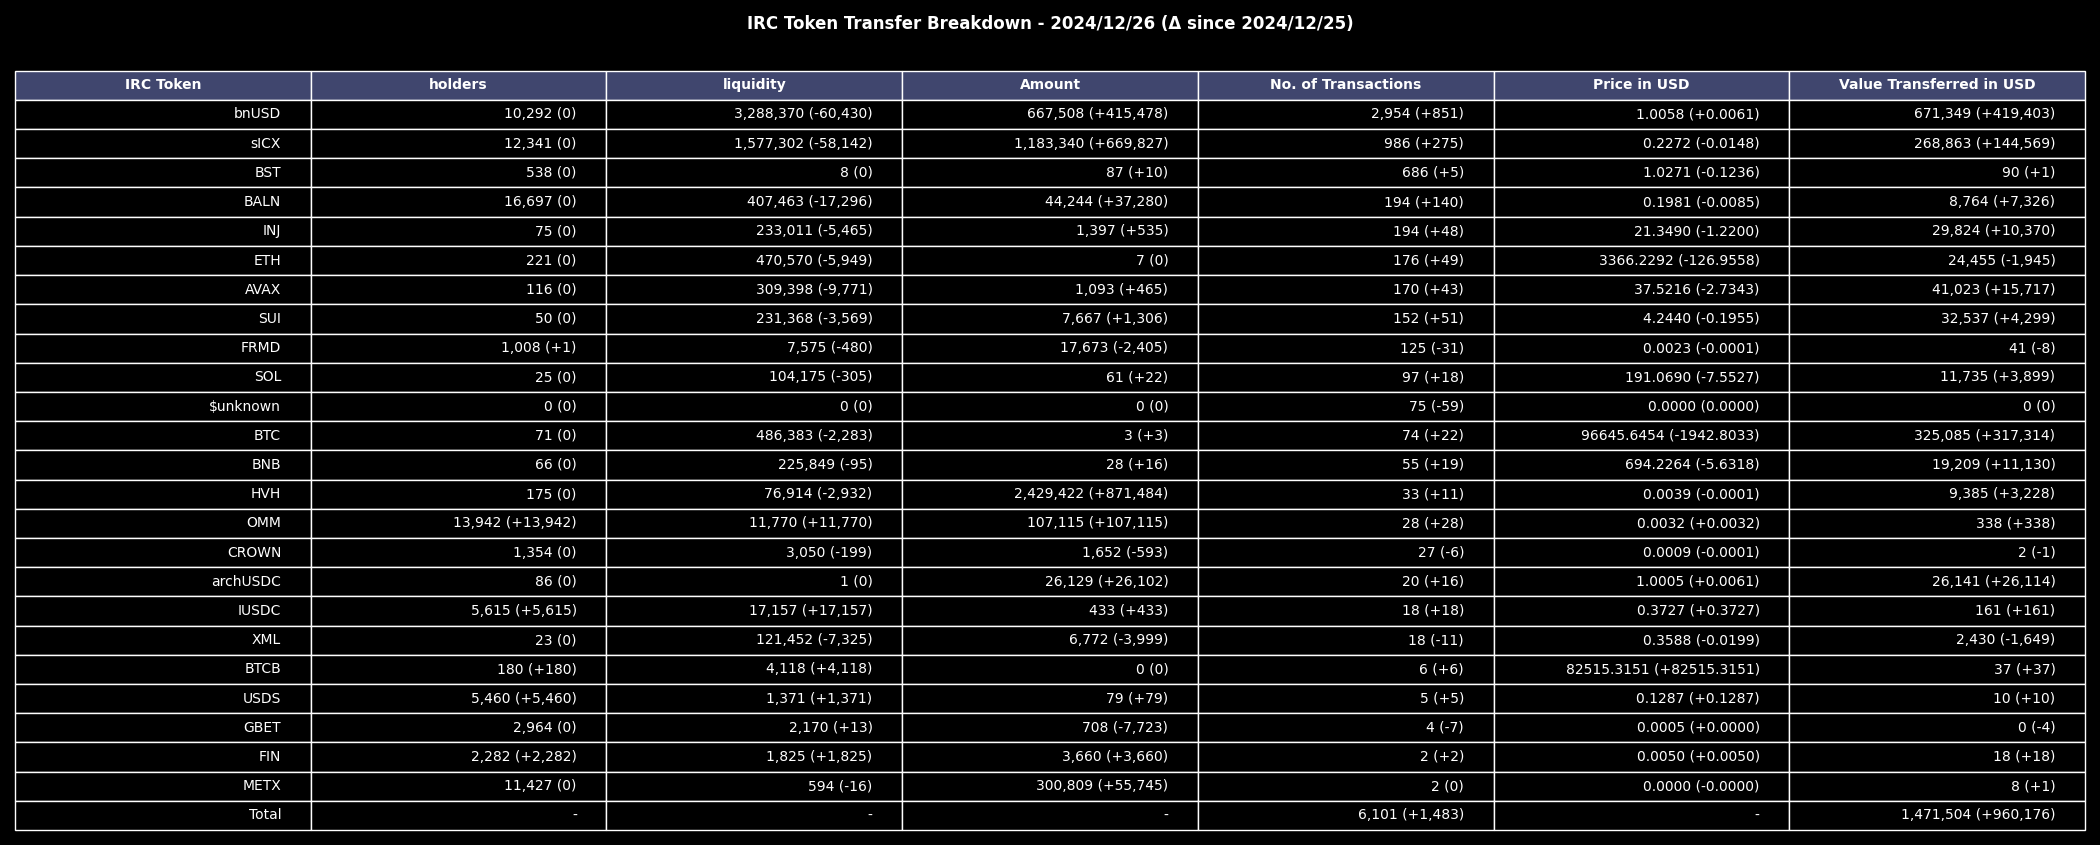 IRC Token Transfer Breakdown - 2024/12/26 (Δ since 2024/12/25)
IRC Token holders liquidity Amount No. of Transactions Price in USD Value Transferred in USD
bnUSD 10,292 (0) 3,288,370 (-60,430) 667,508 (+415,478) 2,954 (+851) 1.0058 (+0.0061) 671,349 (+419,403)
sICX 12,341 (0) 1,577,302 (-58,142) 1,183,340 (+669,827) 986 (+275) 0.2272 (-0.0148) 268,863 (+144,569)
BST 538 (0) 8 (0) 87 (+10) 686 (+5) 1.0271 (-0.1236) 90 (+1)
BALN 16,697 (0) 407,463 (-17,296) 44,244 (+37,280) 194 (+140) 0.1981 (-0.0085) 8,764 (+7,326)
INJ 75 (0) 233,011 (-5,465) 1,397 (+535) 194 (+48) 21.3490 (-1.2200) 29,824 (+10,370)
ETH 221 (0) 470,570 (-5,949) 7 (0) 176 (+49) 3366.2292 (-126.9558) 24,455 (-1,945)
AVAX 116 (0) 309,398 (-9,771) 1,093 (+465) 170 (+43) 37.5216 (-2.7343) 41,023 (+15,717)
SUI 50 (0) 231,368 (-3,569) 7,667 (+1,306) 152 (+51) 4.2440 (-0.1955) 32,537 (+4,299)
FRMD 1,008 (+1) 7,575 (-480) 17,673 (-2,405) 125 (-31) 0.0023 (-0.0001) 41 (-8)
SOL 25 (0) 104,175 (-305) 61 (+22) 97 (+18) 191.0690 (-7.5527) 11,735 (+3,899)
$unknown 0 (0) 0 (0) 0 (0) 75 (-59) 0.0000 (0.0000) 0 (0)
BTC 71 (0) 486,383 (-2,283) 3 (+3) 74 (+22) 96645.6454 (-1942.8033) 325,085 (+317,314)
BNB 66 (0) 225,849 (-95) 28 (+16) 55 (+19) 694.2264 (-5.6318) 19,209 (+11,130)
HVH 175 (0) 76,914 (-2,932) 2,429,422 (+871,484) 33 (+11) 0.0039 (-0.0001) 9,385 (+3,228)
OMM 13,942 (+13,942) 11,770 (+11,770) 107,115 (+107,115) 28 (+28) 0.0032 (+0.0032) 338 (+338)
CROWN 1,354 (0) 3,050 (-199) 1,652 (-593) 27 (-6) 0.0009 (-0.0001) 2 (-1)
archUSDC 86 (0) 1 (0) 26,129 (+26,102) 20 (+16) 1.0005 (+0.0061) 26,141 (+26,114)
IUSDC 5,615 (+5,615) 17,157 (+17,157) 433 (+433) 18 (+18) 0.3727 (+0.3727) 161 (+161)
XML 23 (0) 121,452 (-7,325) 6,772 (-3,999) 18 (-11) 0.3588 (-0.0199) 2,430 (-1,649)
BTCB 180 (+180) 4,118 (+4,118) 0 (0) 6 (+6) 82515.3151 (+82515.3151) 37 (+37)
USDS 5,460 (+5,460) 1,371 (+1,371) 79 (+79) 5 (+5) 0.1287 (+0.1287) 10 (+10)
GBET 2,964 (0) 2,170 (+13) 708 (-7,723) 4 (-7) 0.0005 (+0.0000) 0 (-4)
FIN 2,282 (+2,282) 1,825 (+1,825) 3,660 (+3,660) 2 (+2) 0.0050 (+0.0050) 18 (+18)
METX 11,427 (0) 594 (-16) 300,809 (+55,745) 2 (0) 0.0000 (-0.0000) 8 (+1)
Total - - - 6,101 (+1,483) - 1,471,504 (+960,176)